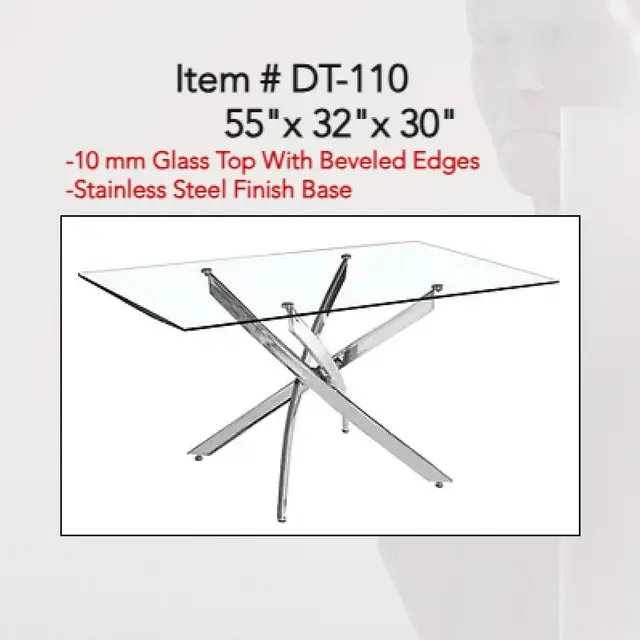 Item # DT-110
55"x 32"x 30"
-10 mm Glass Top With Beveled Edges
-Stainless Steel Finish Base